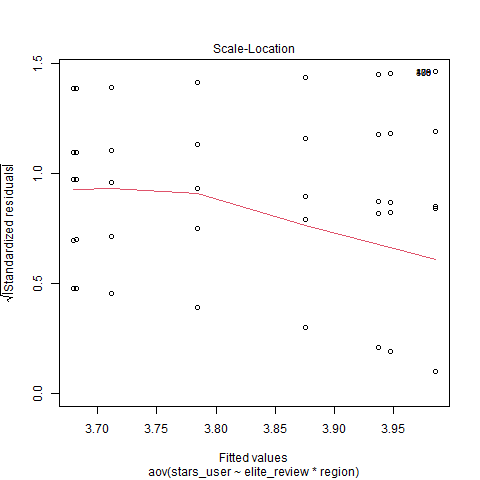 Scale-Location
√|Standardized residuals|
1.5
1.0
0.5
0.0
3.70 3.75 3.80 3.85 3.90 3.95
Fitted values
aov(stars_user ~ elite_review * region)